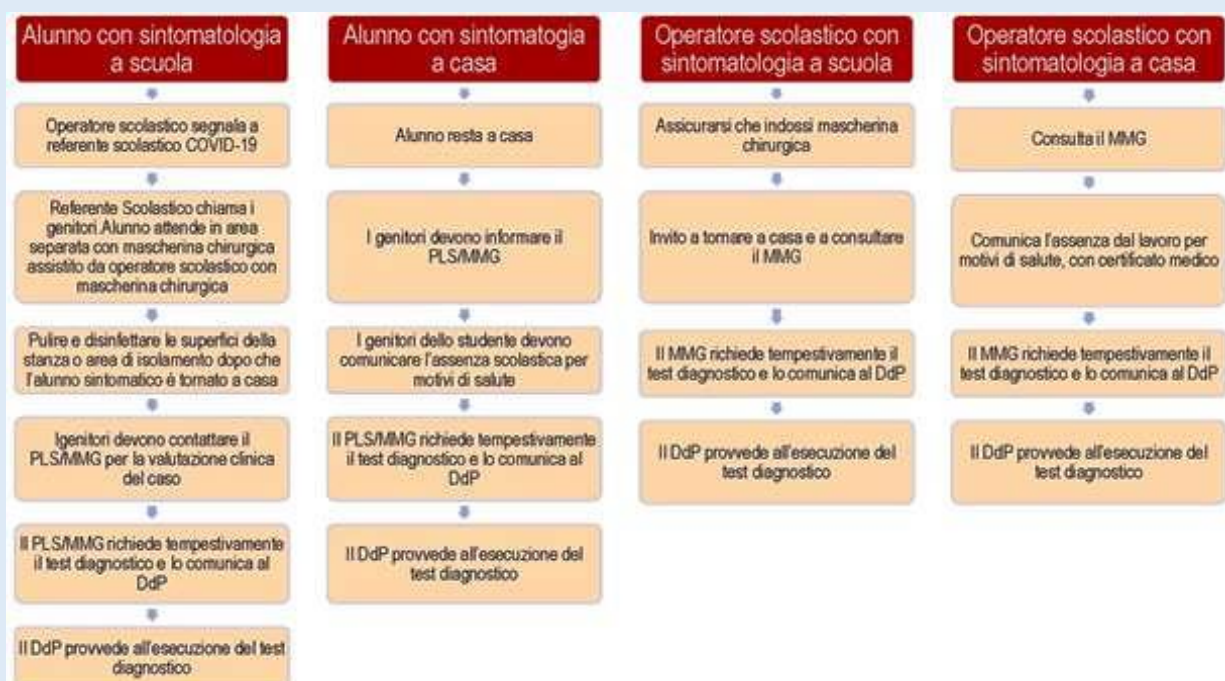 Alunno con sintomatologia
a scuola
Operatore scolastico segnala a
referente scolastico COVID-19
Referente Scolastico chiama i
genitori.Alunno attende in area
separata con mascherina chirurgica
assistito da operatore scolastico con
mascherina chirurgica
Pulire e disinfettare le superfici della
stanza o area di isolamento dopo che
l'alunno sintomatico è tornato a casa
Igenitori devono contattare il
PLS/MMG per la valutazione clinica
del caso
Il PLS/MMG richiede tempestivamente
il test diagnostico e lo comunica al
DdP
Il DdP provvede all'esecuzione del test
diagnostico
Alunno con sintomatogia
a casa
Alunno resta a casa
I genitori devono informare il
PLS/MMG
I genitori dello studente devono
comunicare l'assenza scolastica per
motivi di salute
Il PLS/MMG richiede tempestivamente
il test diagnostico e lo comunica al
DdP
Il DdP provvede all'esecuzione del
test diagnostico
Operatore scolastico con
sintomatologia a scuola
Assicurarsi che indossi mascherina
chirurgica
Invito a tornare a casa e a consultare
il MMG
Il MMG richiede tempestivamente il
test diagnostico e lo comunica al DdP
Il DdP provvede all'esecuzione del
test diagnostico
Operatore scolastico con
sintomatologia a casa
Consulta il MMG
Comunica l'assenza dal lavoro per
motivi di salute, con certificato medico
Il MMG richiede tempestivamente il
test diagnostico e lo comunica al DdP
Il DdP provvede all'esecuzione del
test diagnostico